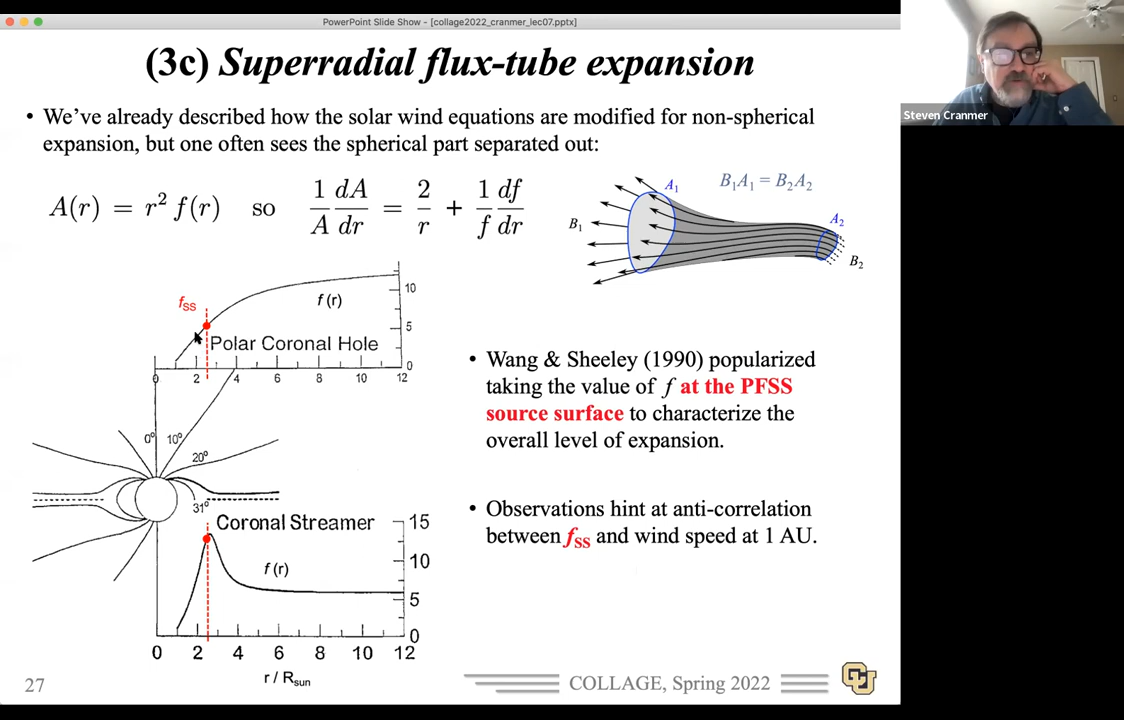 PowerPoint Slide Show - [collage2022_cranmer_lec07.pptx]
(3c) Superradial flux-tube expansion
• We’ve already described how the solar wind equations are modified for non-spherical
expansion, but one often sees the spherical part separated out:
A(r) = r² f(r) so 1/A dA/dr = 2/r + 1/f df/dr
B₁A₁ = B₂A₂
A₁
A₂
B₁
B₂
fSS
f (r)
Polar Coronal Hole
10
5
0
0 2 4 6 8 10 12
0° 10°
20°
31°
Coronal Streamer
f (r)
15
10
5
0
0 2 4 6 8 10 12
r / Rsun
• Wang & Sheeley (1990) popularized
taking the value of f at the PFSS
source surface to characterize the
overall level of expansion.
• Observations hint at anti-correlation
between fSS and wind speed at 1 AU.
27
COLLAGE, Spring 2022
CU
Steven Cranmer